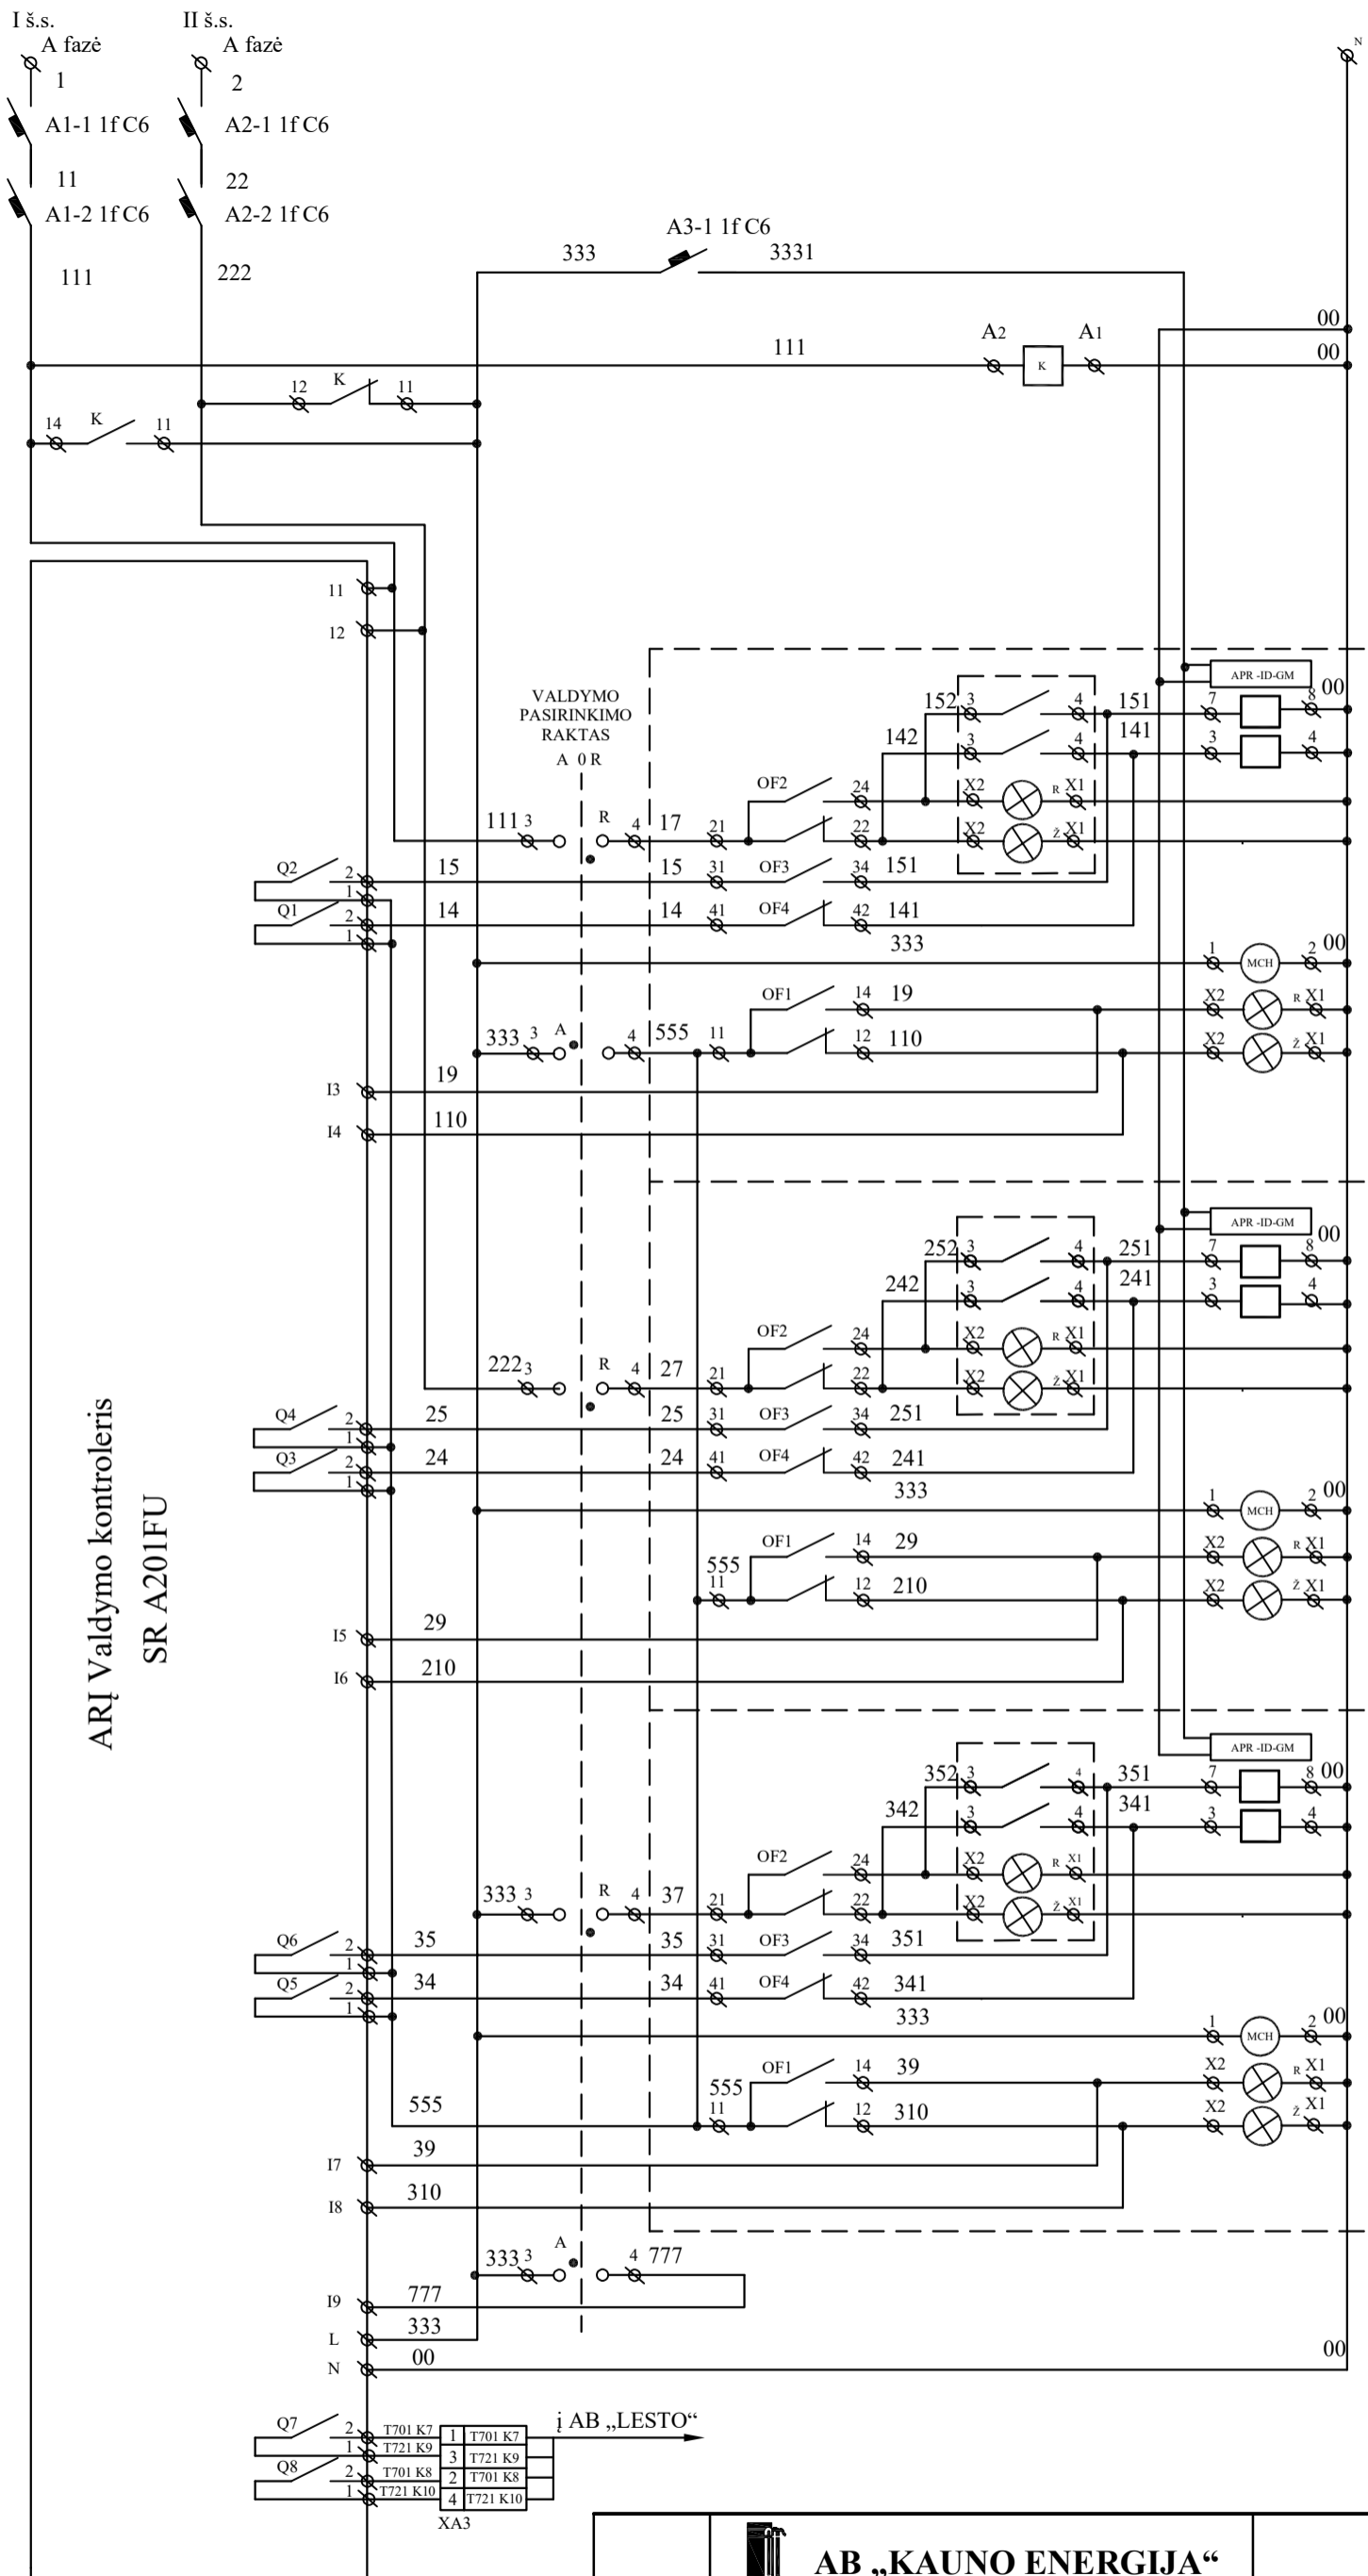 I š.s.
II š.s.
A fazė
A fazė
N
1
2
A1-1 1f C6
A2-1 1f C6
11
22
A1-2 1f C6
A2-2 1f C6
A3-1 1f C6
333
3331
111
222
00
A2
A1
111
00
K
12
K
11
14
K
11
11
12
VALDYMO
PASIRINKIMO
RAKTAS
A 0 R
APR -ID-GM
152
3
4
151
7
8
00
142
3
4
141
3
4
OF2
24
X2
R
X1
111
3
R
4
17
21
22
X2
Ž
X1
Q2
2
15
15
31
OF3
34
151
1
Q1
2
14
14
41
OF4
42
141
1
333
1
MCH
2
00
OF1
14
19
X2
R
X1
333
3
A
4
555
11
12
110
X2
Ž
X1
I3
19
I4
110
APR -ID-GM
252
3
4
251
7
8
00
242
3
4
241
3
4
OF2
24
X2
R
X1
222
3
R
4
27
21
22
X2
Ž
X1
Q4
2
25
25
31
OF3
34
251
1
Q3
2
24
24
41
OF4
42
241
1
333
1
MCH
2
00
OF1
14
29
X2
R
X1
555
11
12
210
X2
Ž
X1
I5
29
I6
210
ARĮ Valdymo kontroleris
SR A201FU
APR -ID-GM
352
3
4
351
7
8
00
342
3
4
341
3
4
OF2
24
X2
R
X1
333
3
R
4
37
21
22
X2
Ž
X1
Q6
2
35
35
31
OF3
34
351
1
Q5
2
34
34
41
OF4
42
341
1
333
1
MCH
2
00
OF1
14
39
X2
R
X1
555
555
11
12
310
X2
Ž
X1
I7
39
I8
310
333
3
A
4
777
I9
777
L
333
N
00
00
į AB „LESTO“
Q7
2
T701 K7
1
T701 K7
1
T721 K9
3
T721 K9
Q8
2
T701 K8
2
T701 K8
1
T721 K10
4
T721 K10
XA3
AB „KAUNO ENERGIJA“